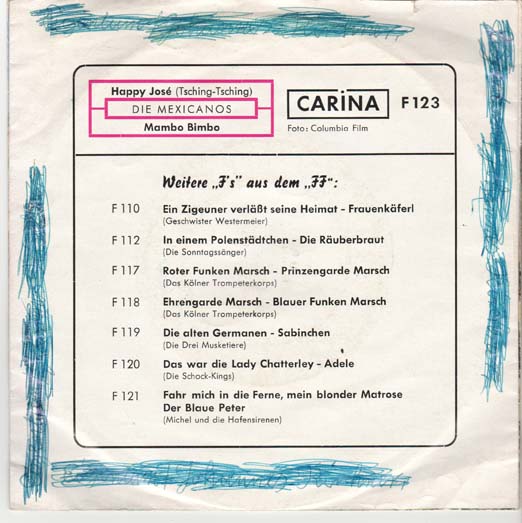 Happy José (Tsching-Tsching)
DIE MEXICANOS
Mambo Bimbo
CARINA F 123
Foto: Columbia Film
Weitere „F's" aus dem „FF":
F 110 Ein Zigeuner verläßt seine Heimat - Frauenkäferl
(Geschwister Westermeier)
F 112 In einem Polenstädtchen - Die Räuberbraut
(Die Sonntagssänger)
F 117 Roter Funken Marsch - Prinzengarde Marsch
(Das Kölner Trompeterkorps)
F 118 Ehrengarde Marsch - Blauer Funken Marsch
(Das Kölner Trompeterkorps)
F 119 Die alten Germanen - Sabinchen
(Die Drei Musketiere)
F 120 Das war die Lady Chatterley - Adele
(Die Schock-Kings)
F 121 Fahr mich in die Ferne, mein blonder Matrose
Der Blaue Peter
(Michel und die Hafensirenen)